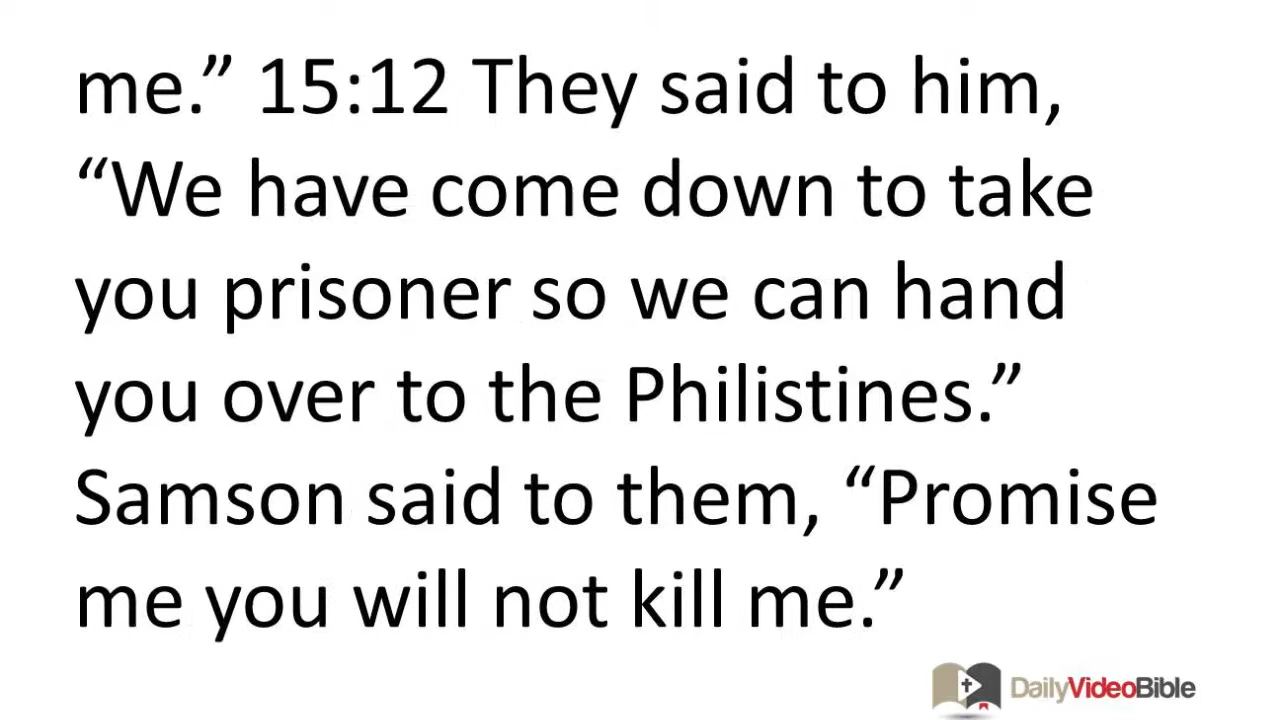 me.” 15:12 They said to him,
“We have come down to take
you prisoner so we can hand
you over to the Philistines.”
Samson said to them, “Promise
me you will not kill me.”
DailyVideoBible